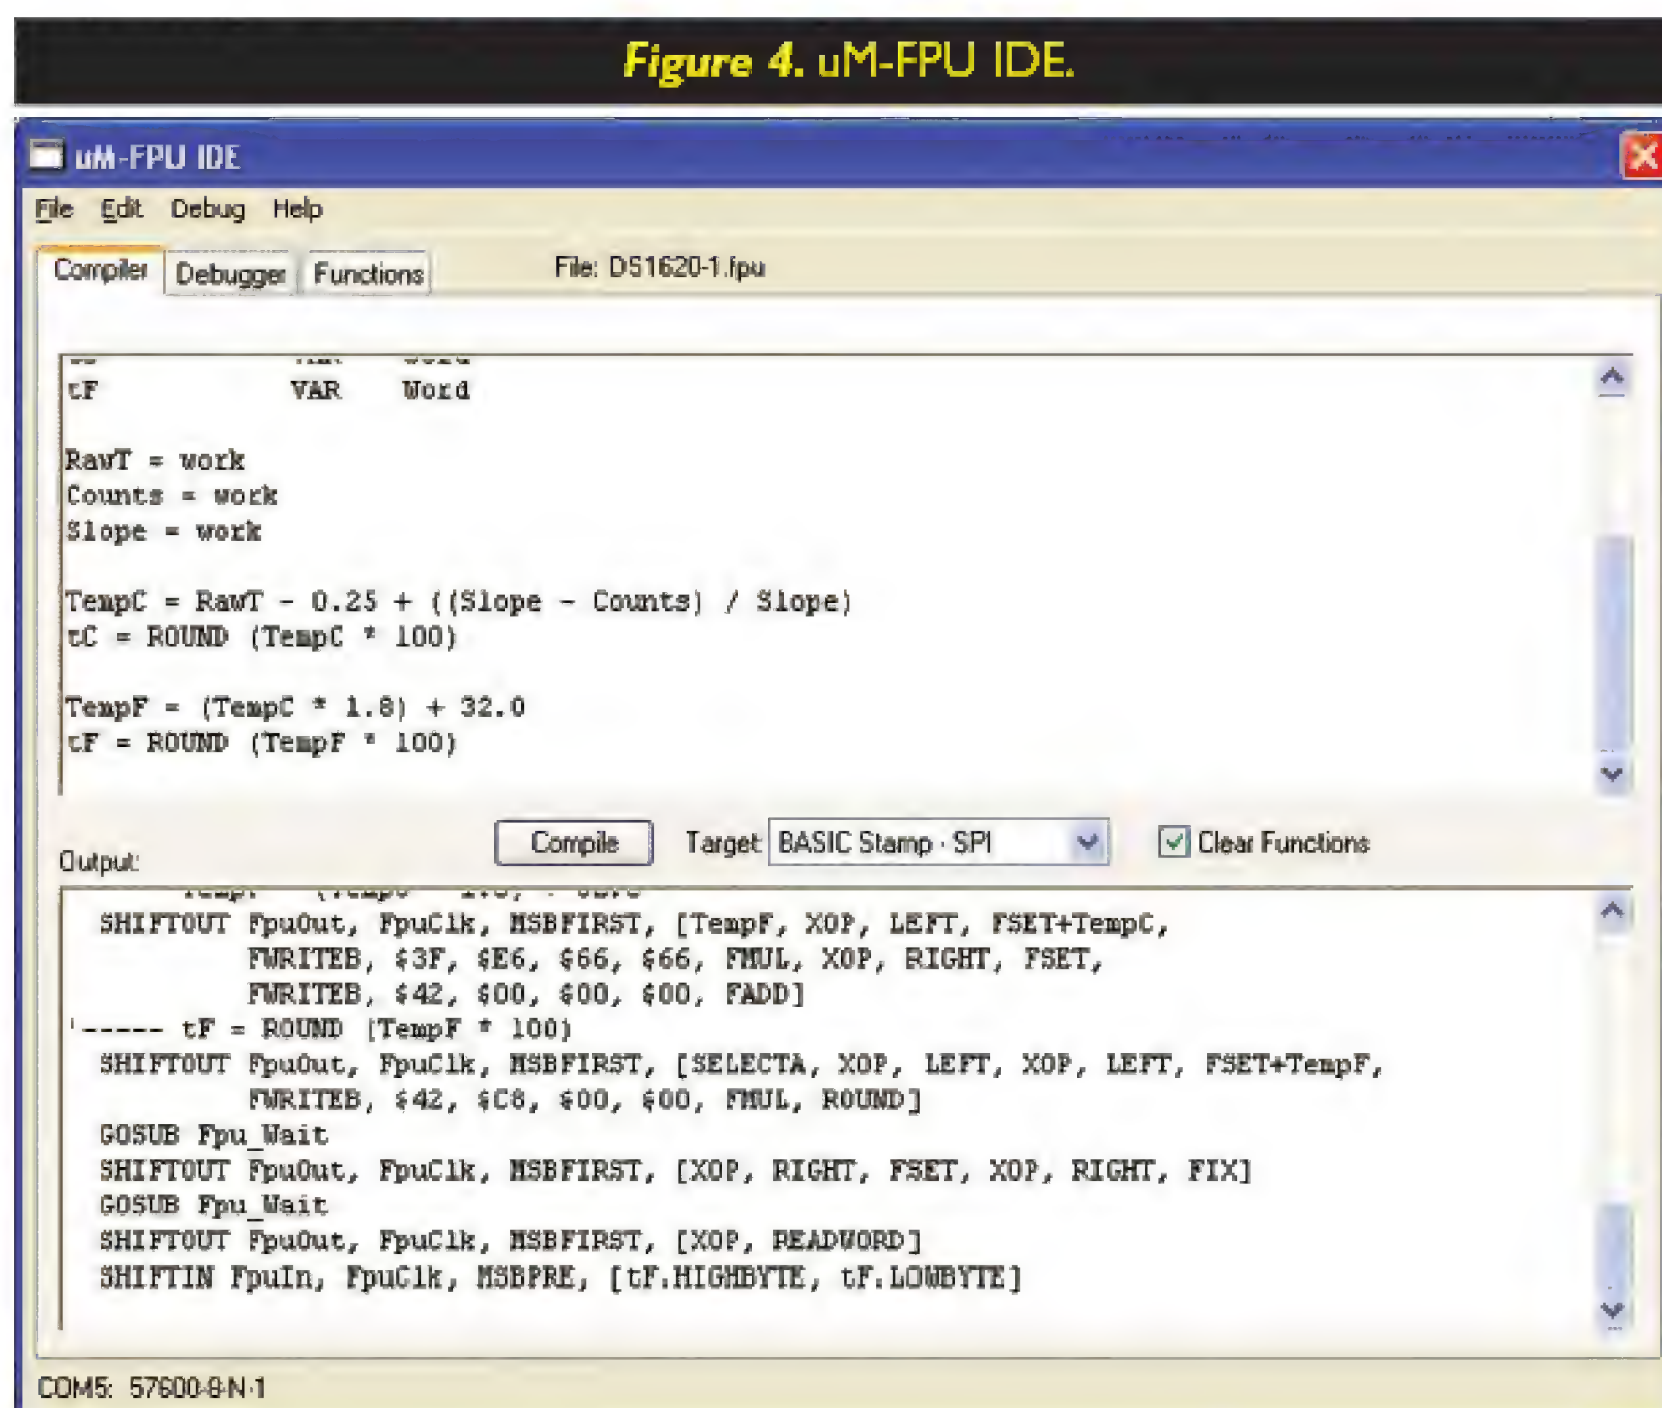 Figure 4. uM-FPU IDE.
uM-FPU IDE
File Edit Debug Help
Compiler Debugger Functions File: DS1620-1.fpu
tF VAR Word
RawT = work
Counts = work
Slope = work
TempC = RawT - 0.25 + ((Slope - Counts) / Slope)
tC = ROUND (TempC * 100)
TempF = (TempC * 1.8) + 32.0
tF = ROUND (TempF * 100)
Compile Target: BASIC Stamp - SPI Clear Functions
Output:
SHIFTOUT FpuOut, FpuClk, MSBFIRST, [TempF, XOP, LEFT, FSET+TempC,
FWRITEB, $3F, $E6, $66, $66, FMUL, XOP, RIGHT, FSET,
FWRITEB, $42, $00, $00, $00, FADD]
'----- tF = ROUND (TempF * 100)
SHIFTOUT FpuOut, FpuClk, MSBFIRST, [SELECTA, XOP, LEFT, XOP, LEFT, FSET+TempF,
FWRITEB, $42, $C8, $00, $00, FMUL, ROUND]
GOSUB Fpu_Wait
SHIFTOUT FpuOut, FpuClk, MSBFIRST, [XOP, RIGHT, FSET, XOP, RIGHT, FIX]
GOSUB Fpu_Wait
SHIFTOUT FpuOut, FpuClk, MSBFIRST, [XOP, READWORD]
SHIFTIN FpuIn, FpuClk, MSBPRE, [tF.HIGHBYTE, tF.LOWBYTE]
COM5: 57600-8-N-1